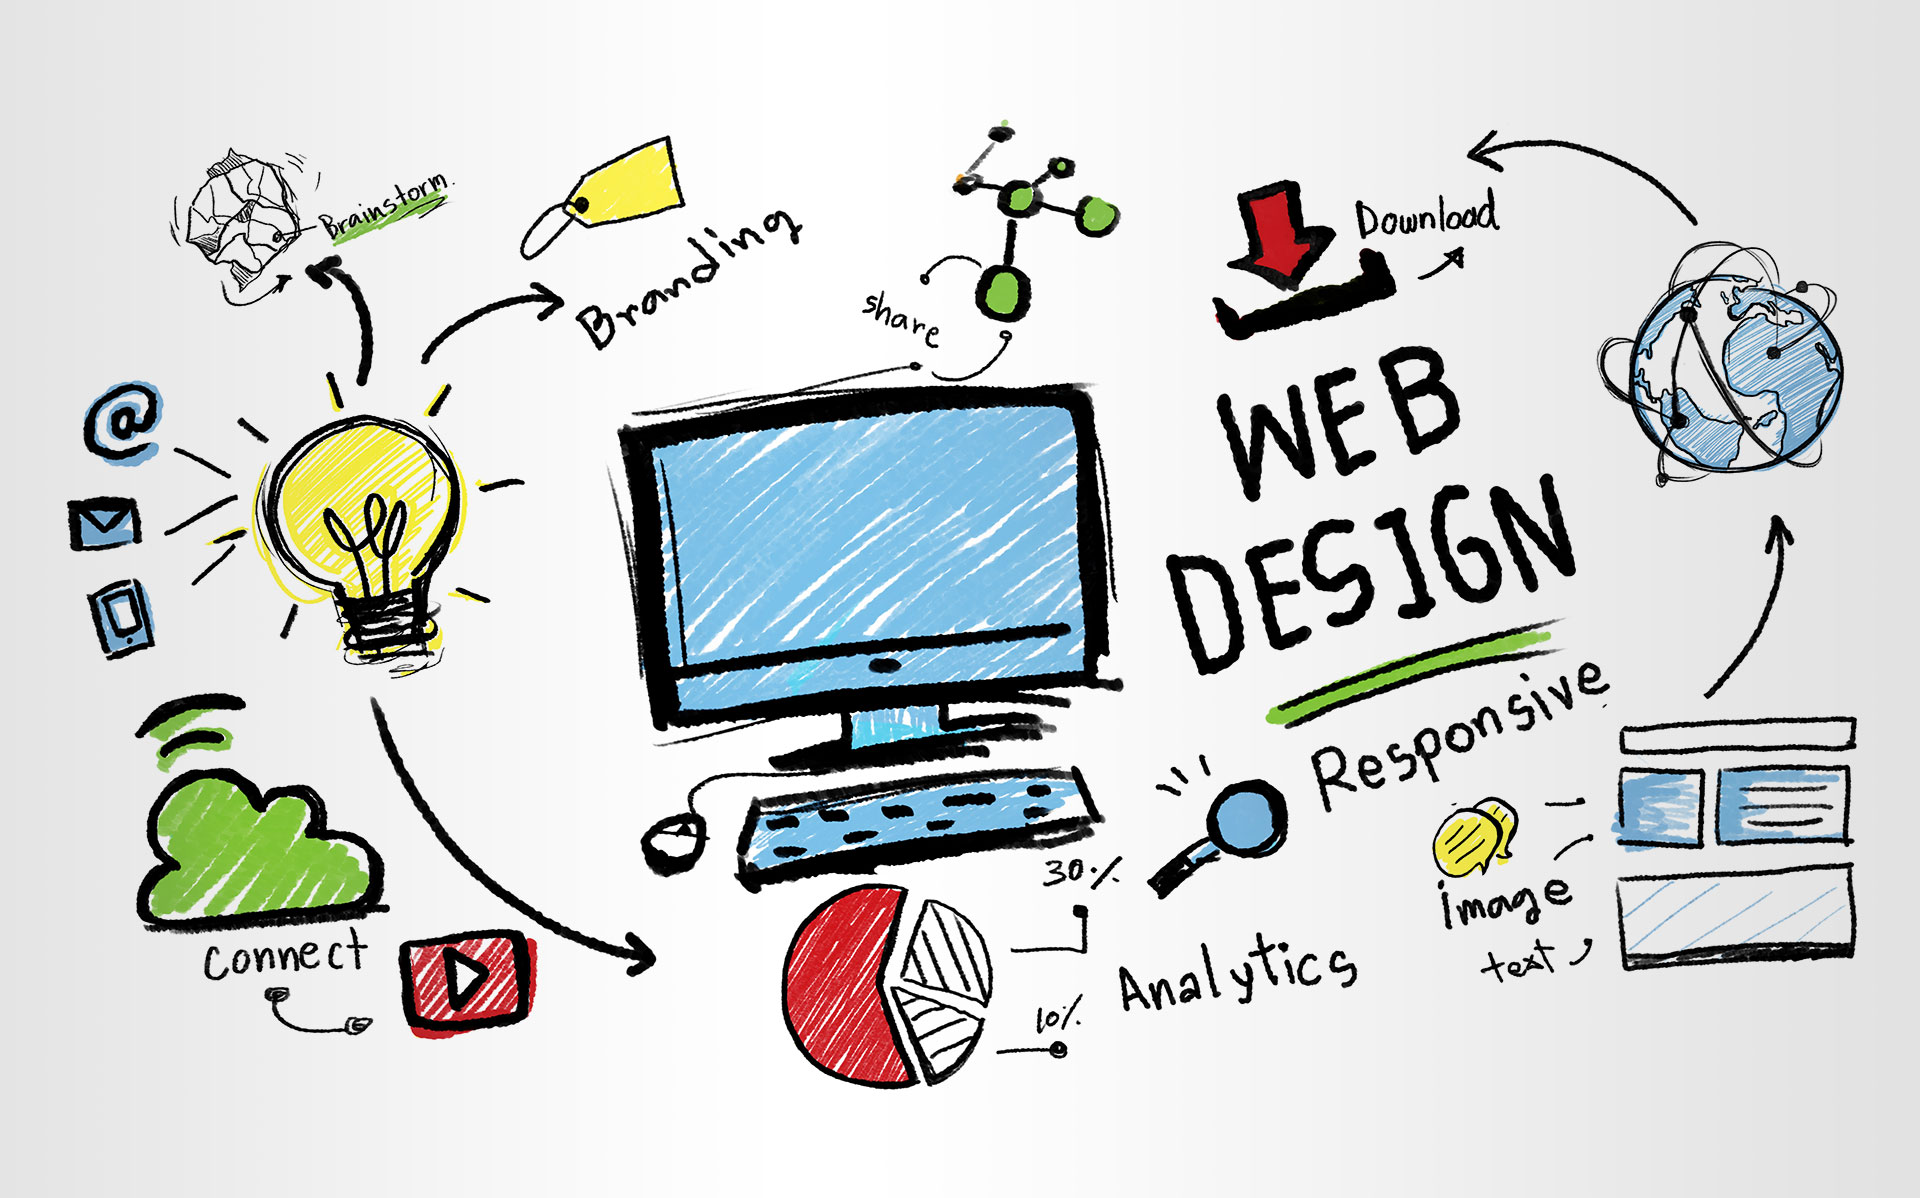 Brainstorm.
Branding
share
Download
WEB
DESIGN
Responsive
@
connect
30%
10%
Analytics
image
text